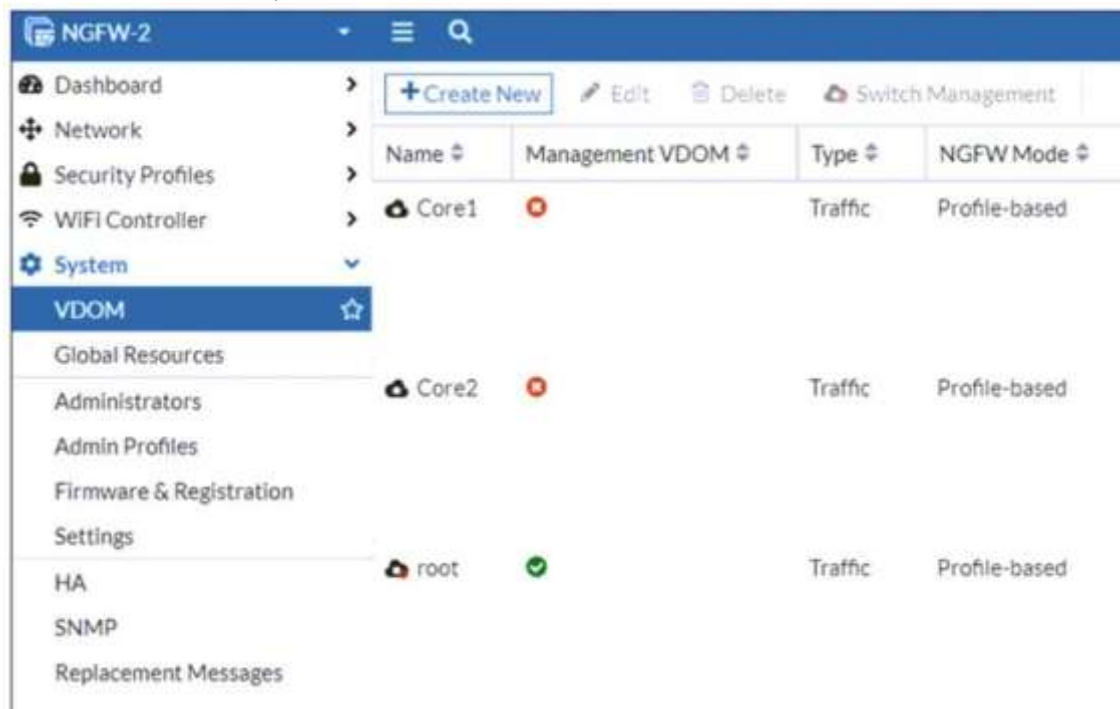 NGFW-2
Dashboard
Network
Security Profiles
WiFi Controller
System
VDOM
Global Resources
Administrators
Admin Profiles
Firmware & Registration
Settings
HA
SNMP
Replacement Messages
+Create New Edit Delete Switch Management
Name Management VDOM Type NGFW Mode
Core1 Traffic Profile-based
Core2 Traffic Profile-based
root Traffic Profile-based